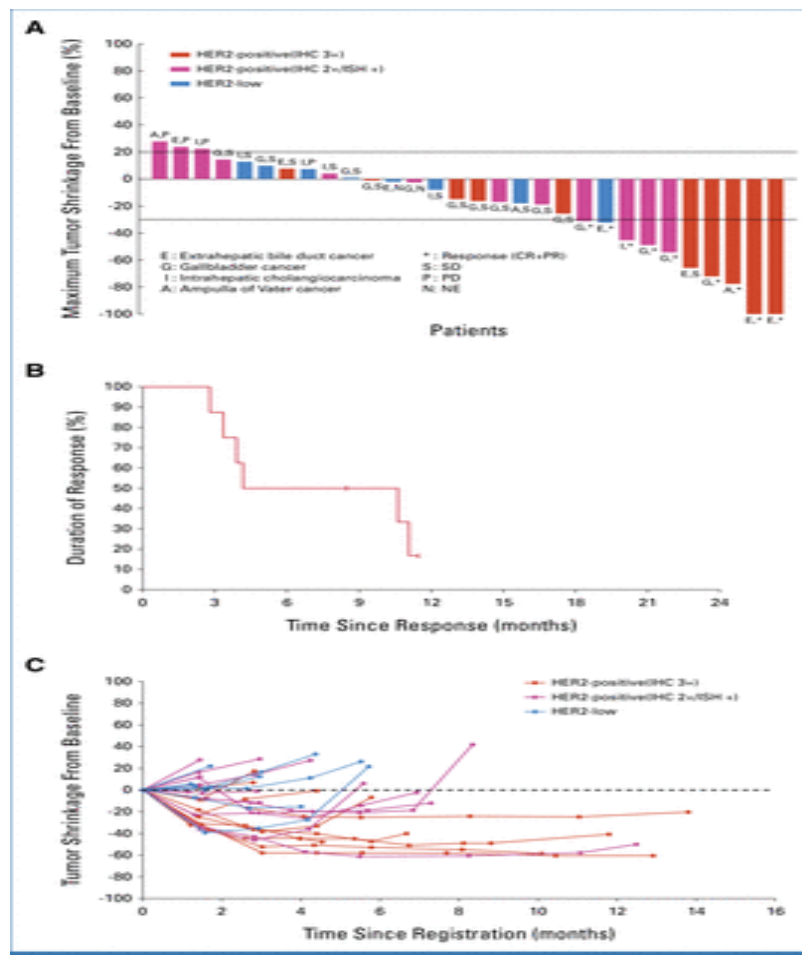 A
Maximum Tumor Shrinkage From Baseline (%)
100
80
60
40
20
0
-20
-40
-60
-80
-100
HER2-positive(IHC 3+)
HER2-positive(IHC 2+/ISH +)
HER2-low
A,P E,P I,P G,S I,S G,S E,S I,P I,S G,S G,S E,N G,N I,S G,S G,S G,S A,S G,S G,S G,* E,* I,* G,* G,* E,S G,* A,* E,* E,*
E: Extrahepatic bile duct cancer
G: Gallbladder cancer
I: Intrahepatic cholangiocarcinoma
A: Ampulla of Vater cancer
*: Response (CR+PR)
S: SD
P: PD
N: NE
Patients
B
Duration of Response (%)
100
90
80
70
60
50
40
30
20
10
0
0 3 6 9 12 15 18 21 24
Time Since Response (months)
C
Tumor Shrinkage From Baseline
100
80
60
40
20
0
-20
-40
-60
-80
-100
HER2-positive(IHC 3+)
HER2-positive(IHC 2+/ISH +)
HER2-low
0 2 4 6 8 10 12 14 16
Time Since Registration (months)